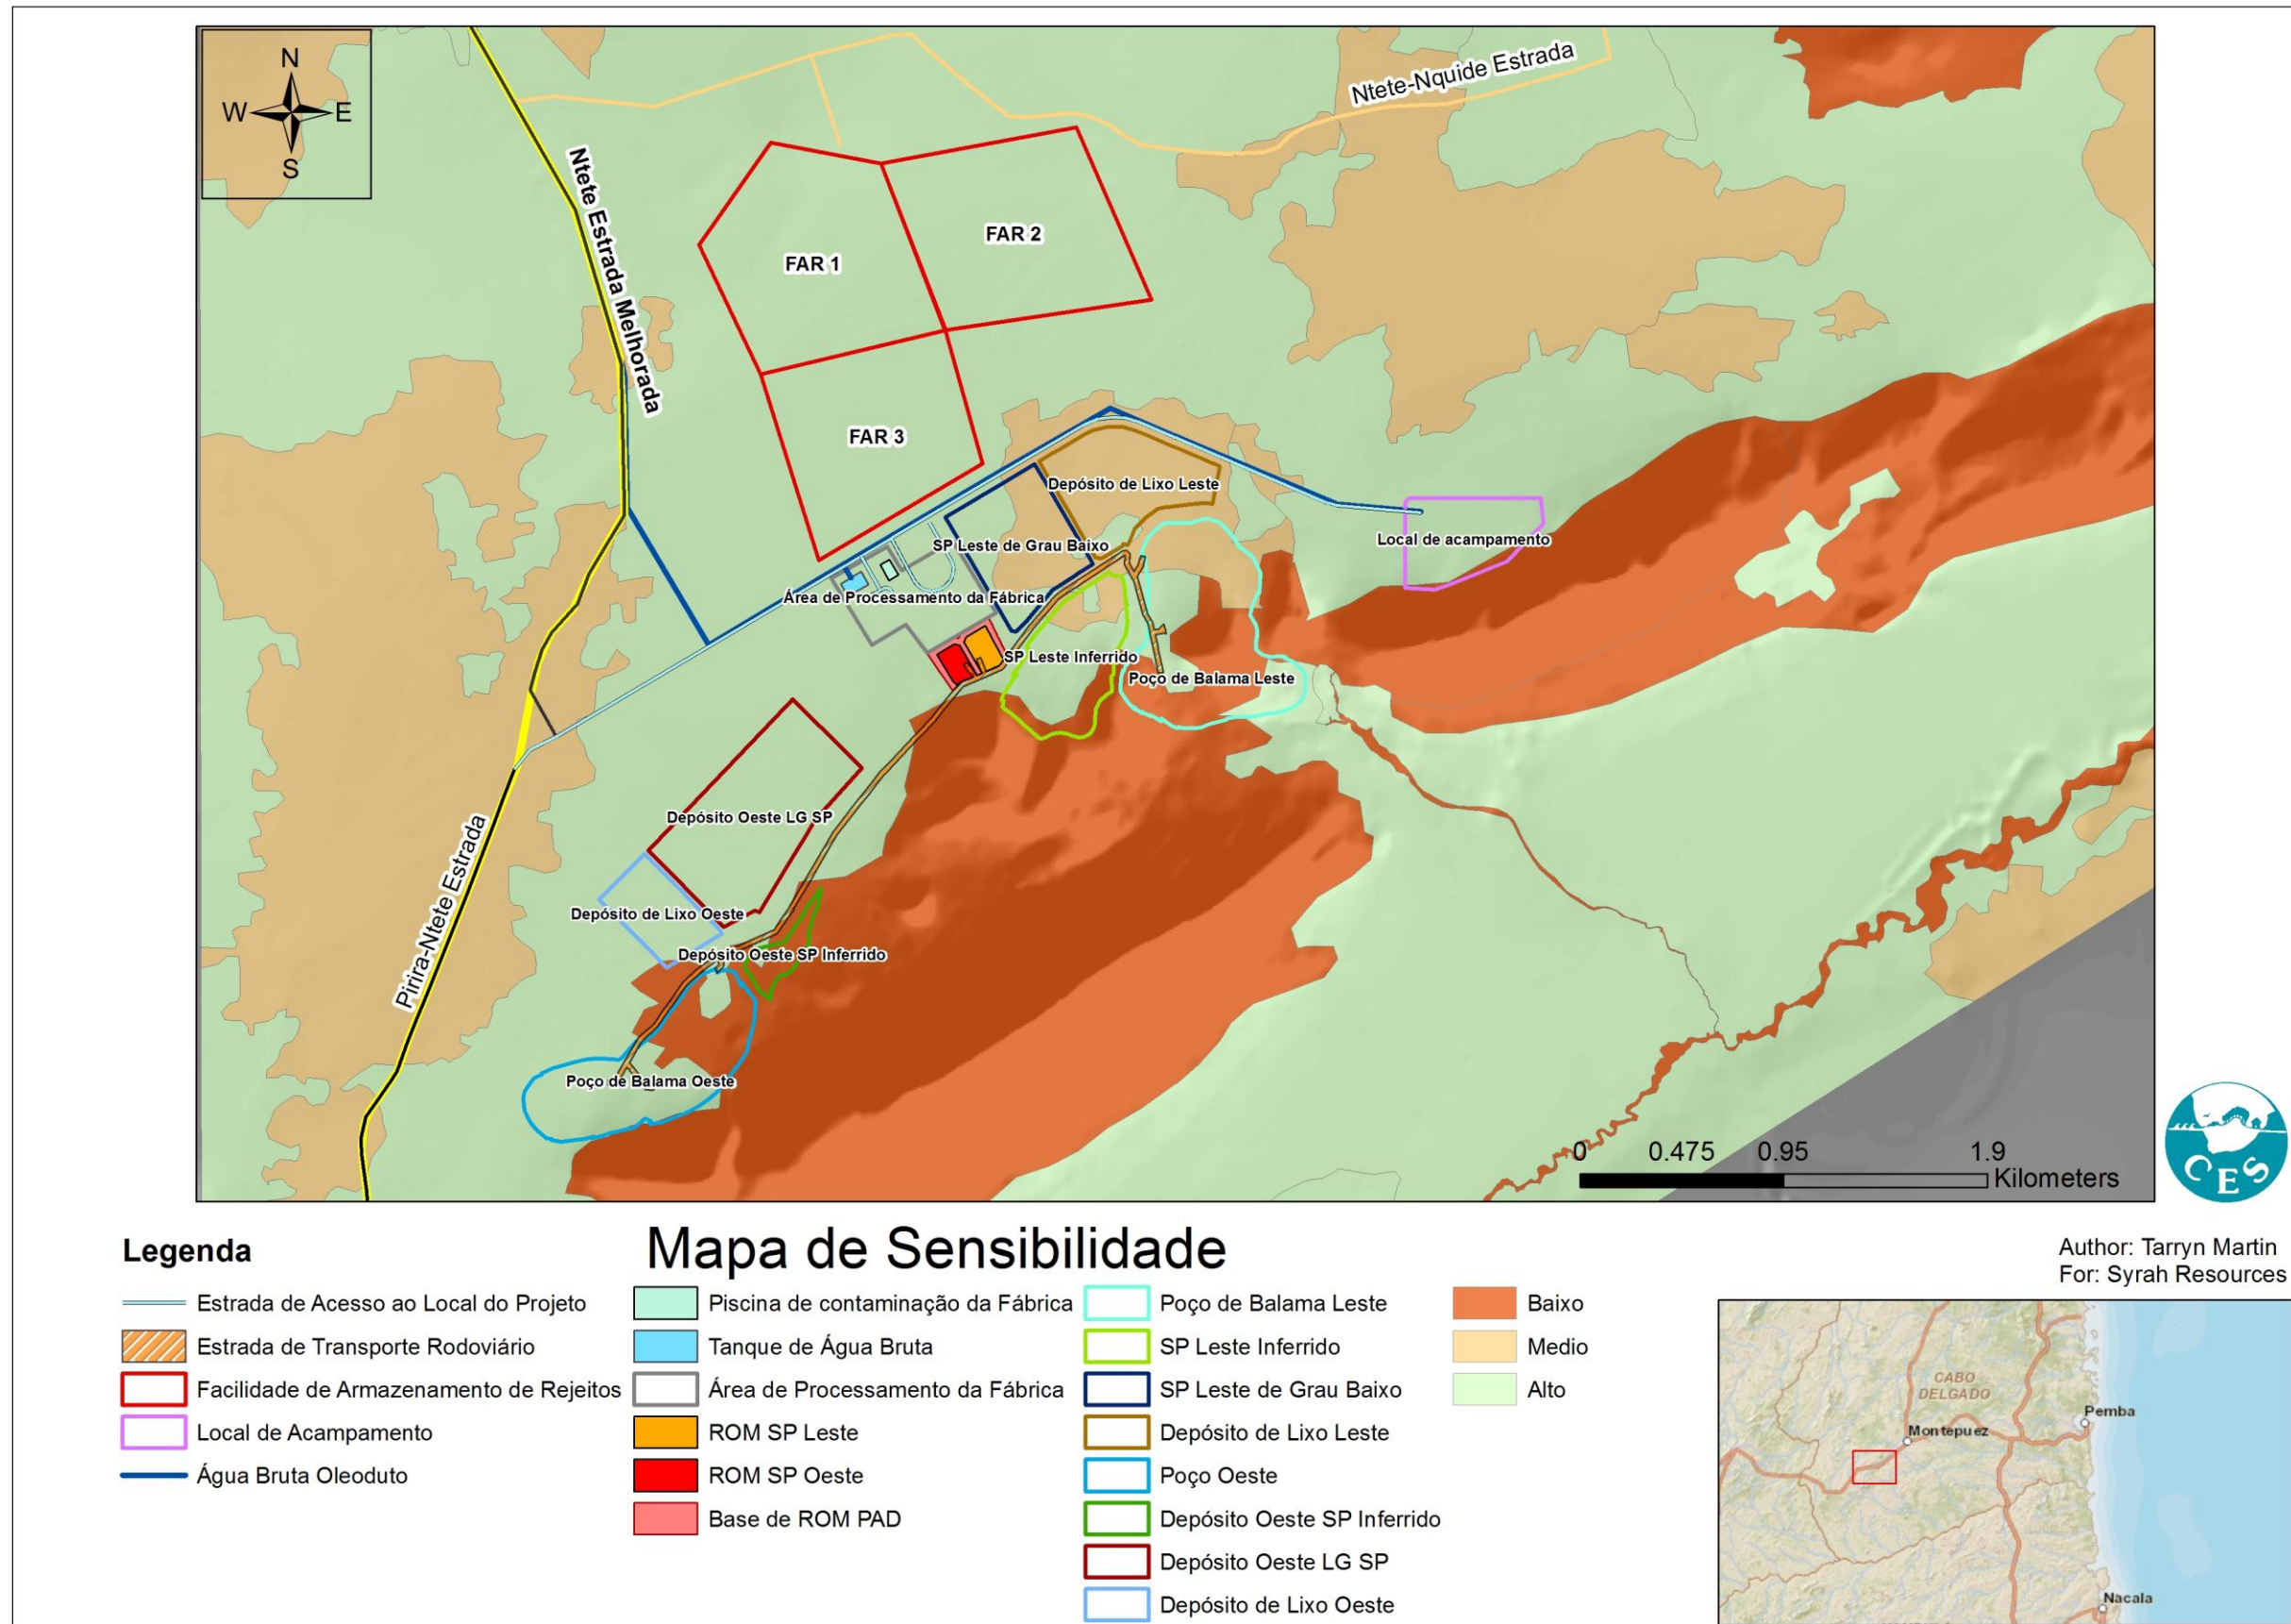 N
W E
S
Ntete-Nquide Estrada
Ntete Estrada Melhorada
FAR 1
FAR 2
FAR 3
Depósito de Lixo Leste
Local de acampamento
SP Leste de Grau Baixo
Área de Processamento da Fábrica
SP Leste Inferrido
Poço de Balama Leste
Depósito Oeste LG SP
Depósito de Lixo Oeste
Depósito Oeste SP Inferrido
Pirira-Ntete Estrada
Poço de Balama Oeste
0 0.475 0.95 1.9
Kilometers
CES
Legenda
Mapa de Sensibilidade
Author: Tarryn Martin
For: Syrah Resources
Estrada de Acesso ao Local do Projeto
Estrada de Transporte Rodoviário
Facilidade de Armazenamento de Rejeitos
Local de Acampamento
Água Bruta Oleoduto
Piscina de contaminação da Fábrica
Tanque de Água Bruta
Área de Processamento da Fábrica
ROM SP Leste
ROM SP Oeste
Base de ROM PAD
Poço de Balama Leste
SP Leste Inferrido
SP Leste de Grau Baixo
Depósito de Lixo Leste
Poço Oeste
Depósito Oeste SP Inferrido
Depósito Oeste LG SP
Depósito de Lixo Oeste
Baixo
Medio
Alto
CABO
DELGADO
Pemba
Montepuez
Nacala